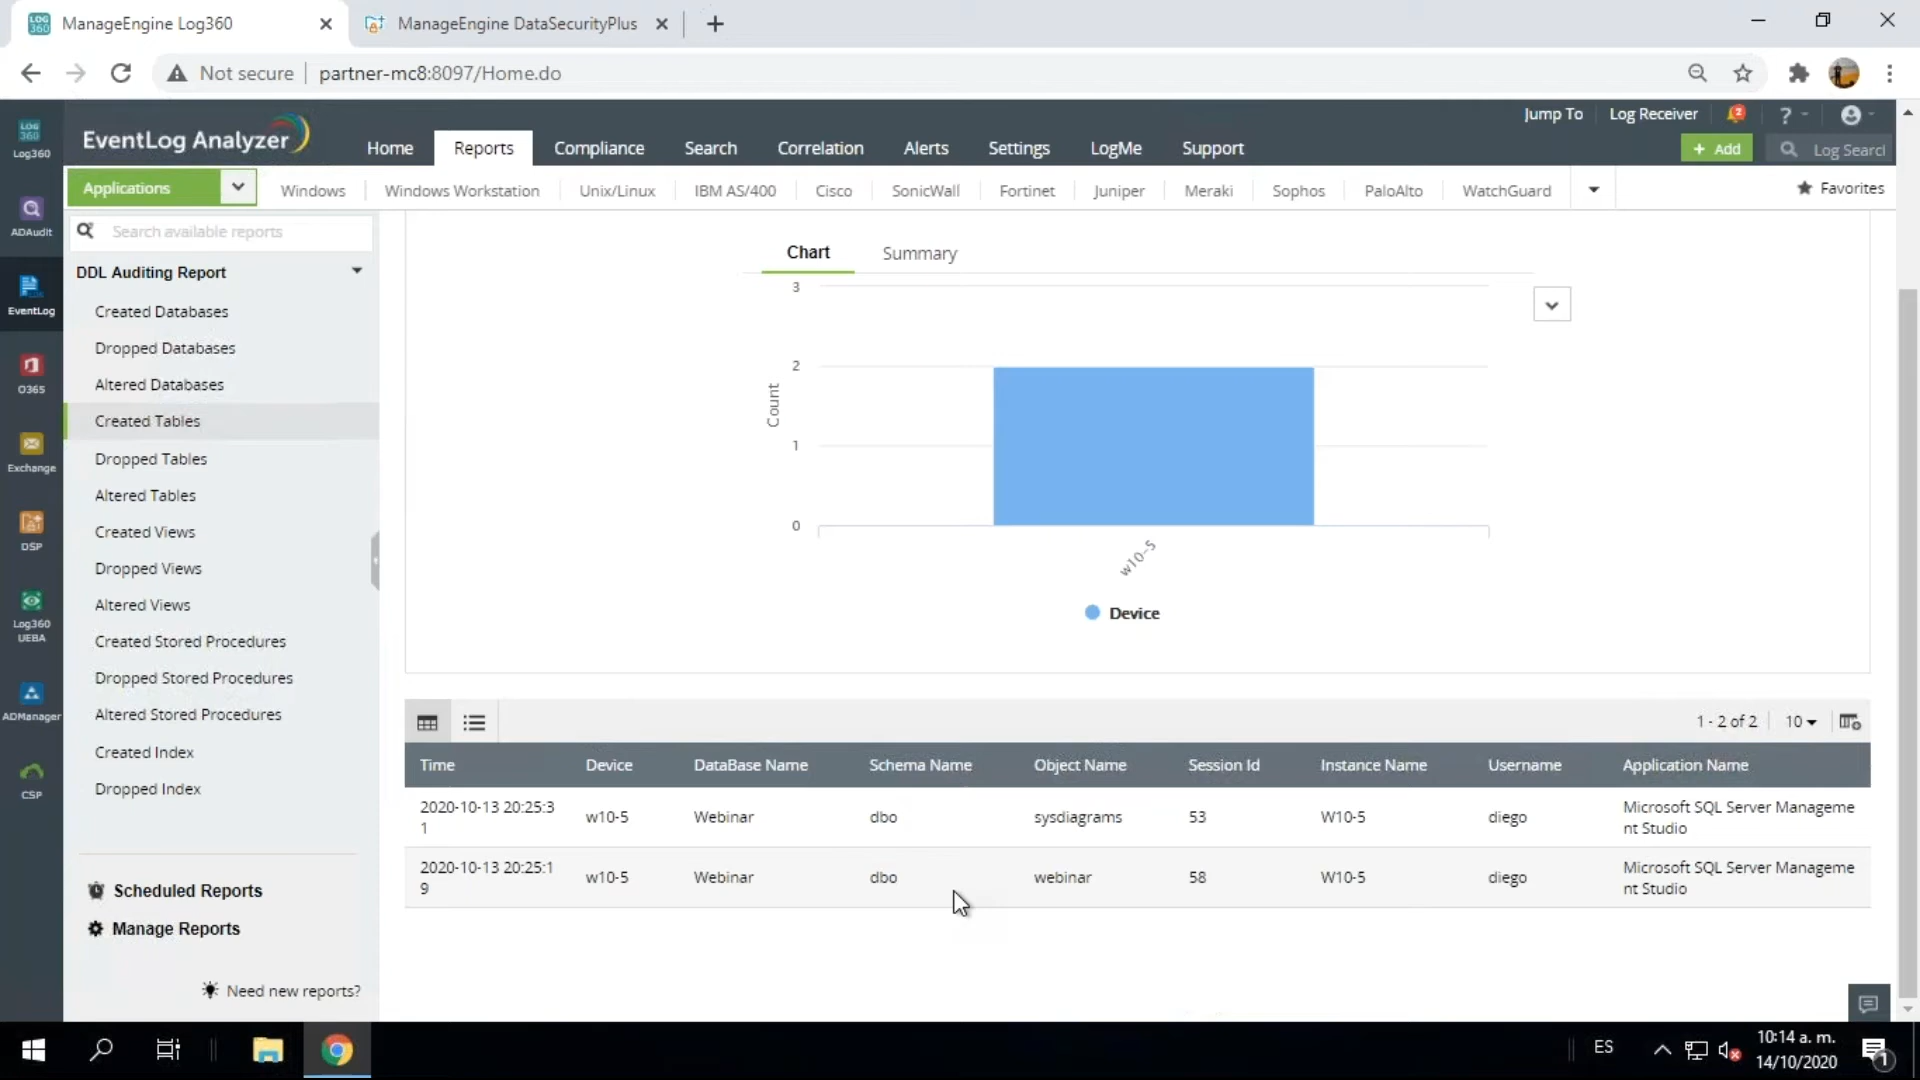 ManageEngine Log360
ManageEngine DataSecurityPlus
Not secure
partner-mc8:8097/Home.do
Jump To
Log Receiver
2
?
EventLog Analyzer
Home
Reports
Compliance
Search
Correlation
Alerts
Settings
LogMe
Support
+ Add
Log Searcl
Applications
Windows
Windows Workstation
Unix/Linux
IBM AS/400
Cisco
SonicWall
Fortinet
Juniper
Meraki
Sophos
PaloAlto
WatchGuard
Favorites
LOG
360
Log360
ADAudit
EventLog
O365
Exchange
DSP
Log360
UEBA
ADManager
CSP
Search available reports
DDL Auditing Report
Created Databases
Dropped Databases
Altered Databases
Created Tables
Dropped Tables
Altered Tables
Created Views
Dropped Views
Altered Views
Created Stored Procedures
Dropped Stored Procedures
Altered Stored Procedures
Created Index
Dropped Index
Scheduled Reports
Manage Reports
Need new reports?
Chart
Summary
3
2
1
0
Count
w10-5
Device
1 - 2 of 2
10
Time Device DataBase Name Schema Name Object Name Session Id Instance Name Username Application Name
2020-10-13 20:25:3
1
w10-5 Webinar dbo sysdiagrams 53 W10-5 diego
Microsoft SQL Server Manageme
nt Studio
2020-10-13 20:25:1
9
w10-5 Webinar dbo webinar 58 W10-5 diego
Microsoft SQL Server Manageme
nt Studio
ES
10:14 a. m.
14/10/2020
1